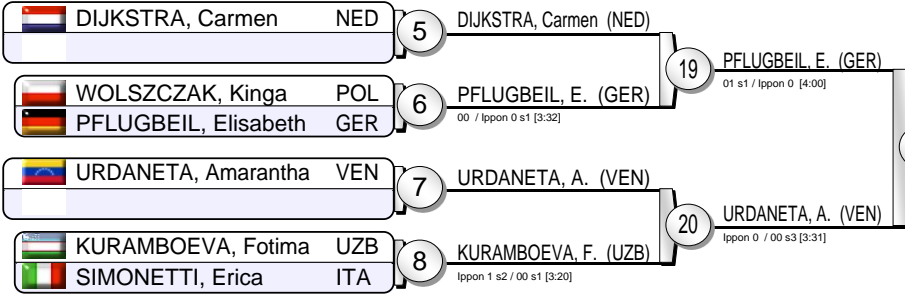 DIJKSTRA, Carmen NED
5
DIJKSTRA, Carmen (NED)
19
PFLUGBEIL, E. (GER)
01 s1 / Ippon 0 [4:00]
WOLSZCZAK, Kinga POL
PFLUGBEIL, Elisabeth GER
6
PFLUGBEIL, E. (GER)
00 / Ippon 0 s1 [3:32]
URDANETA, Amarantha VEN
7
URDANETA, A. (VEN)
20
URDANETA, A. (VEN)
Ippon 0 / 00 s3 [3:31]
KURAMBOEVA, Fotima UZB
SIMONETTI, Erica ITA
8
KURAMBOEVA, F. (UZB)
Ippon 1 s2 / 00 s1 [3:20]